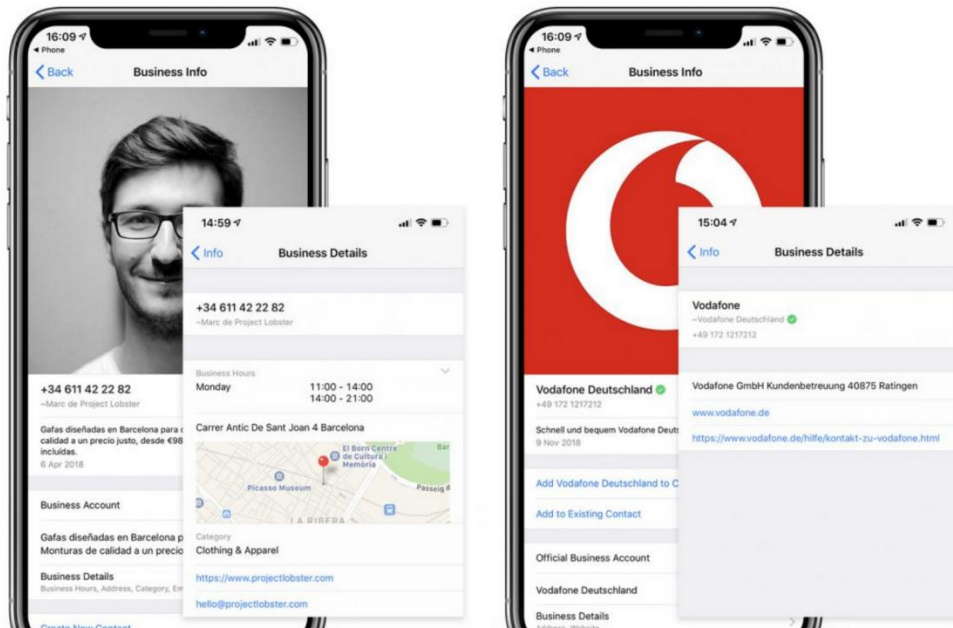 16:09
Phone
Back
Business Info
+34 611 42 22 82
~Marc de Project Lobster
Gafas diseñadas en Barcelona para
calidad a un precio justo, desde €98
incluidas.
6 Apr 2018
Business Account
Gafas diseñadas en Barcelona p
Monturas de calidad a un precio
Business Details
Business Hours, Address, Category, Em
Create New Contact
14:59
Info
Business Details
+34 611 42 22 82
~Marc de Project Lobster
Business Hours
Monday
11:00 - 14:00
14:00 - 21:00
Carrer Antic De Sant Joan 4 Barcelona
El Born Centre
de Cultura i
Memòria
Bar
Picasso Museum
Passeig d
LA RIBERA
Category
Clothing & Apparel
https://www.projectlobster.com
hello@projectlobster.com
16:09
Phone
Back
Business Info
Vodafone Deutschland
+49 172 1217212
Schnell und bequem Vodafone Deuts
9 Nov 2018
Add Vodafone Deutschland to C
Add to Existing Contact
Official Business Account
Vodafone Deutschland
Business Details
Address, Website
15:04
Info
Business Details
Vodafone
~Vodafone Deutschland
+49 172 1217212
Vodafone GmbH Kundenbetreuung 40875 Ratingen
www.vodafone.de
https://www.vodafone.de/hilfe/kontakt-zu-vodafone.html